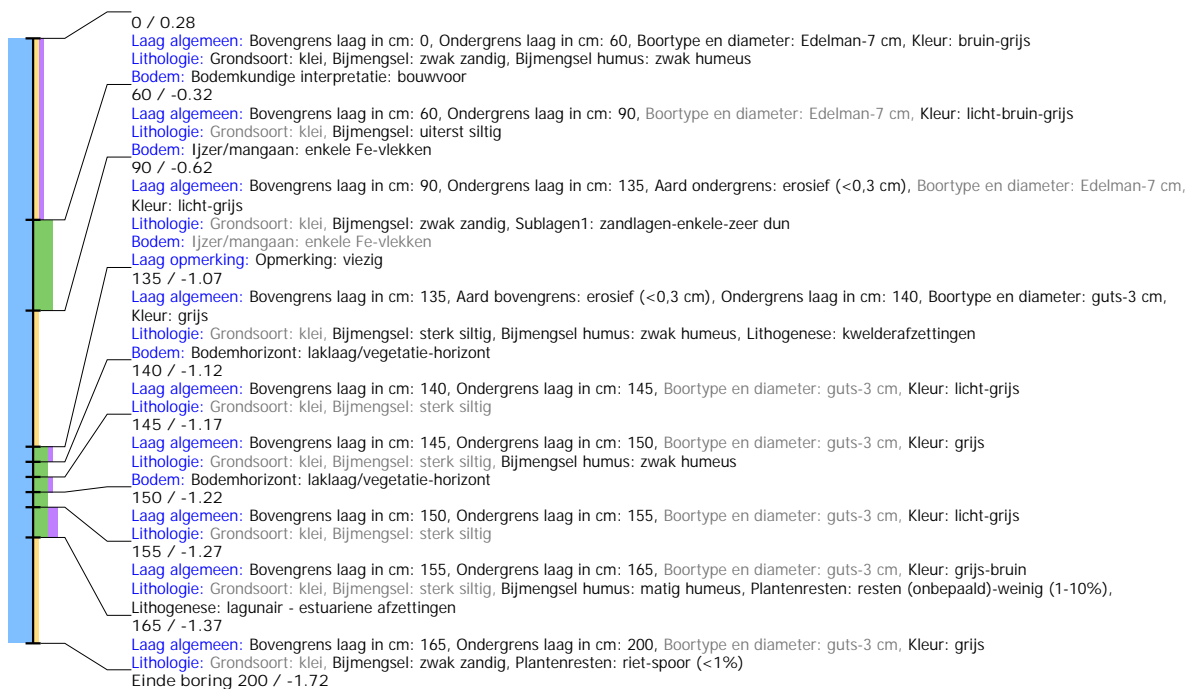 0 / 0.28
Laag algemeen: Bovengrens laag in cm: 0, Ondergrens laag in cm: 60, Boortype en diameter: Edelman-7 cm, Kleur: bruin-grijs
Lithologie: Grondsoort: klei, Bijmengsel: zwak zandig, Bijmengsel humus: zwak humeus
Bodem: Bodemkundige interpretatie: bouwvoor
60 / -0.32
Laag algemeen: Bovengrens laag in cm: 60, Ondergrens laag in cm: 90, Boortype en diameter: Edelman-7 cm, Kleur: licht-bruin-grijs
Lithologie: Grondsoort: klei, Bijmengsel: uiterst siltig
Bodem: Ijzer/mangaan: enkele Fe-vlekken
90 / -0.62
Laag algemeen: Bovengrens laag in cm: 90, Ondergrens laag in cm: 135, Aard ondergrens: erosief (<0,3 cm), Boortype en diameter: Edelman-7 cm,
Kleur: licht-grijs
Lithologie: Grondsoort: klei, Bijmengsel: zwak zandig, Sublagen1: zandlagen-enkele-zeer dun
Bodem: Ijzer/mangaan: enkele Fe-vlekken
Laag opmerking: Opmerking: viezig
135 / -1.07
Laag algemeen: Bovengrens laag in cm: 135, Aard bovengrens: erosief (<0,3 cm), Ondergrens laag in cm: 140, Boortype en diameter: guts-3 cm,
Kleur: grijs
Lithologie: Grondsoort: klei, Bijmengsel: sterk siltig, Bijmengsel humus: zwak humeus, Lithogenese: kwelderafzettingen
Bodem: Bodemhorizont: laklaag/vegetatie-horizont
140 / -1.12
Laag algemeen: Bovengrens laag in cm: 140, Ondergrens laag in cm: 145, Boortype en diameter: guts-3 cm, Kleur: licht-grijs
Lithologie: Grondsoort: klei, Bijmengsel: sterk siltig
145 / -1.17
Laag algemeen: Bovengrens laag in cm: 145, Ondergrens laag in cm: 150, Boortype en diameter: guts-3 cm, Kleur: grijs
Lithologie: Grondsoort: klei, Bijmengsel: sterk siltig, Bijmengsel humus: zwak humeus
Bodem: Bodemhorizont: laklaag/vegetatie-horizont
150 / -1.22
Laag algemeen: Bovengrens laag in cm: 150, Ondergrens laag in cm: 155, Boortype en diameter: guts-3 cm, Kleur: licht-grijs
Lithologie: Grondsoort: klei, Bijmengsel: sterk siltig
155 / -1.27
Laag algemeen: Bovengrens laag in cm: 155, Ondergrens laag in cm: 165, Boortype en diameter: guts-3 cm, Kleur: grijs-bruin
Lithologie: Grondsoort: klei, Bijmengsel: sterk siltig, Bijmengsel humus: matig humeus, Plantenresten: resten (onbepaald)-weinig (1-10%),
Lithogenese: lagunair - estuariene afzettingen
165 / -1.37
Laag algemeen: Bovengrens laag in cm: 165, Ondergrens laag in cm: 200, Boortype en diameter: guts-3 cm, Kleur: grijs
Lithologie: Grondsoort: klei, Bijmengsel: zwak zandig, Plantenresten: riet-spoor (<1%)
Einde boring 200 / -1.72